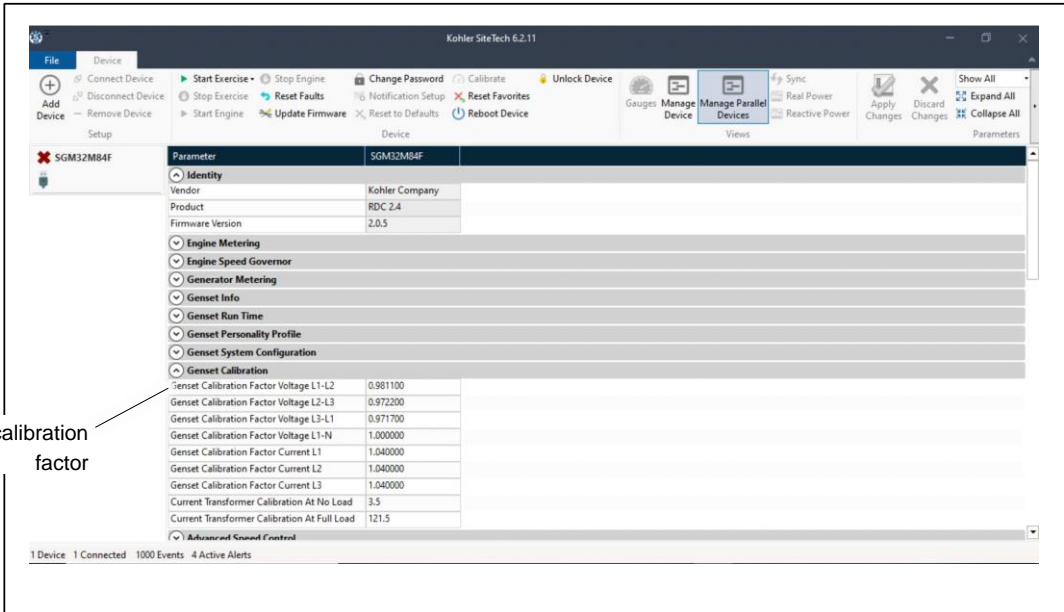 Kohler SiteTech 6.2.11
File Device
Add Device
Connect Device
Disconnect Device
Remove Device
Setup
Start Exercise
Stop Exercise
Start Engine
Stop Engine
Reset Faults
Update Firmware
Change Password
Notification Setup
Reset to Defaults
Calibrate
Reset Favorites
Reboot Device
Unlock Device
Device
Gauges
Manage Device
Manage Parallel Devices
Sync
Real Power
Reactive Power
Views
Apply Changes
Discard Changes
Show All
Expand All
Collapse All
Parameters
SGM32M84F
Parameter SGM32M84F
Identity
Vendor Kohler Company
Product RDC 2.4
Firmware Version 2.0.5
Engine Metering
Engine Speed Governor
Generator Metering
Genset Info
Genset Run Time
Genset Personality Profile
Genset System Configuration
Genset Calibration
Genset Calibration Factor Voltage L1-L2 0.981100
Genset Calibration Factor Voltage L2-L3 0.972200
Genset Calibration Factor Voltage L3-L1 0.971700
Genset Calibration Factor Voltage L1-N 1.000000
Genset Calibration Factor Current L1 1.040000
Genset Calibration Factor Current L2 1.040000
Genset Calibration Factor Current L3 1.040000
Current Transformer Calibration At No Load 3.5
Current Transformer Calibration At Full Load 121.5
Advanced Speed Control
calibration
factor
1 Device 1 Connected 1000 Events 4 Active Alerts